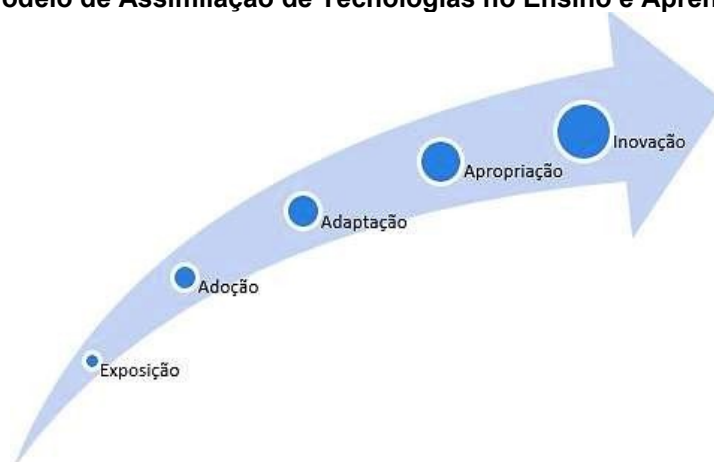 odelo de Assimilação de Tecnologias no Ensino e Apren
Inovação
Apropriação
Adaptação
Adoção
Exposição